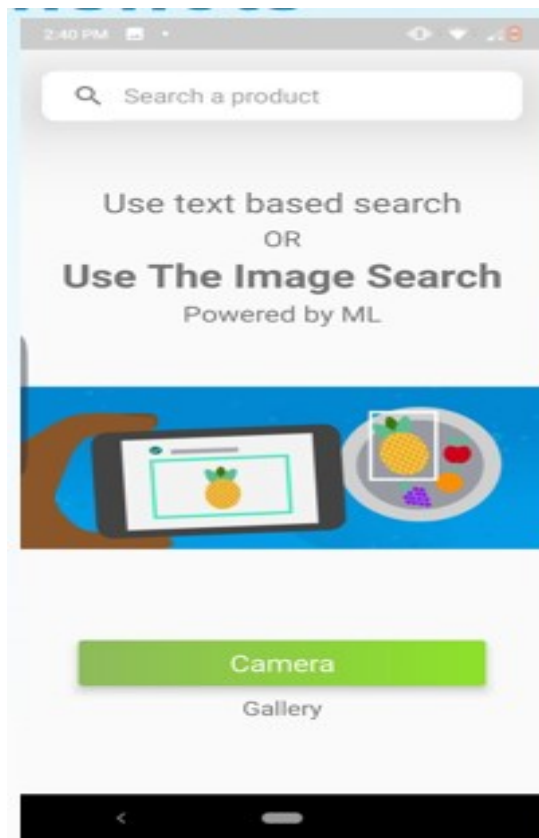 2:40 PM
Search a product
Use text based search
OR
Use The Image Search
Powered by ML
Camera
Gallery